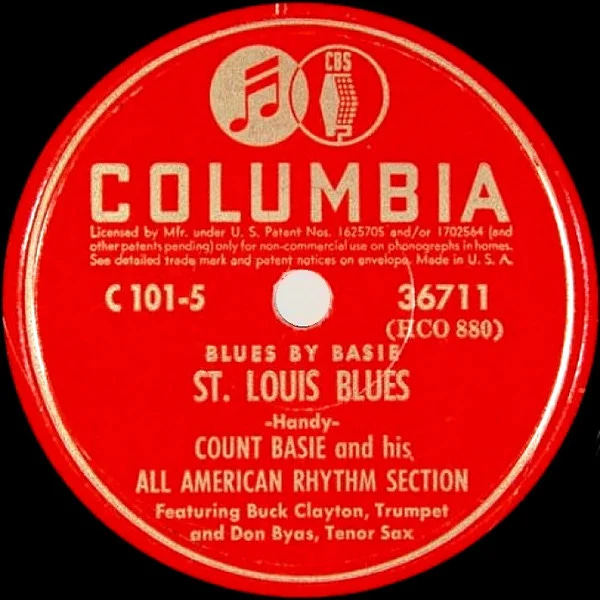 CBS
COLUMBIA
Licensed by Mfr. under U. S. Patent Nos. 1625705 and/or 1702564 (and
other patents pending) only for non-commercial use on phonographs in homes.
See detailed trade mark and patent notices on envelope. Made in U. S. A.
C 101-5 36711
(HCO 880)
BLUES BY BASIE
ST. LOUIS BLUES
-Handy-
COUNT BASIE and his
ALL AMERICAN RHYTHM SECTION
Featuring Buck Clayton, Trumpet
and Don Byas, Tenor Sax